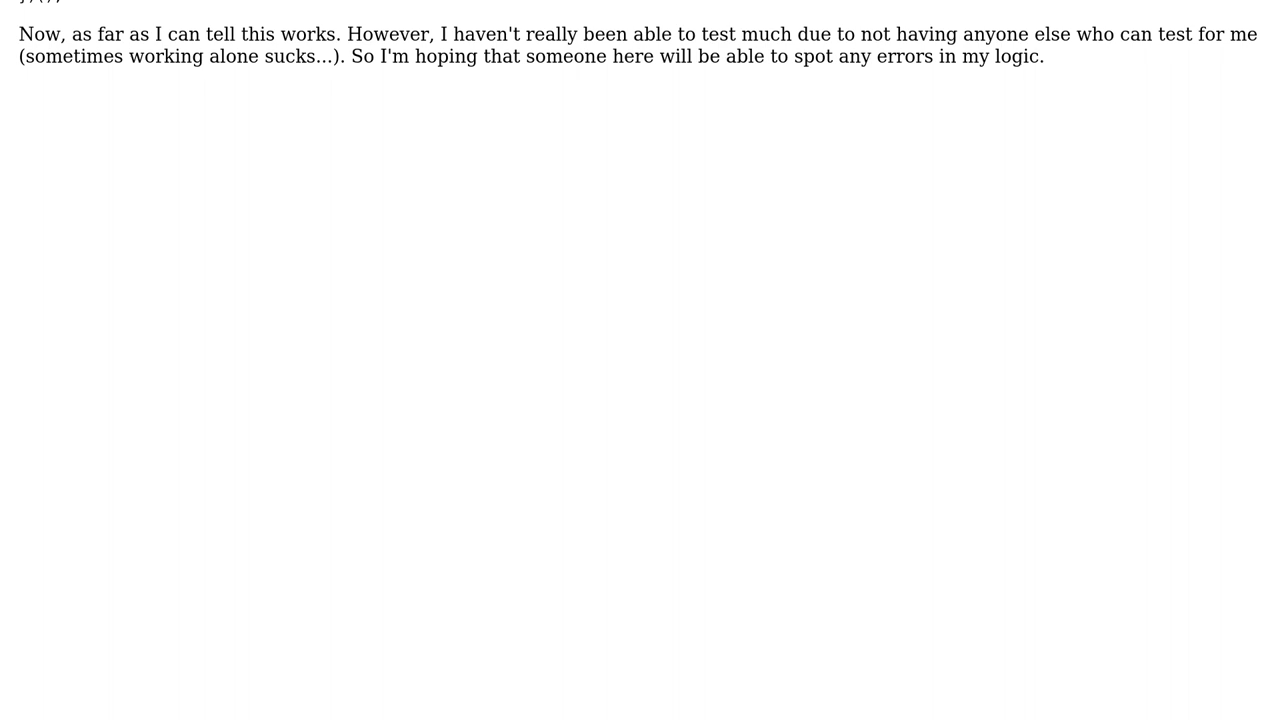 Now, as far as I can tell this works. However, I haven't really been able to test much due to not having anyone else who can test for me
(sometimes working alone sucks...). So I'm hoping that someone here will be able to spot any errors in my logic.